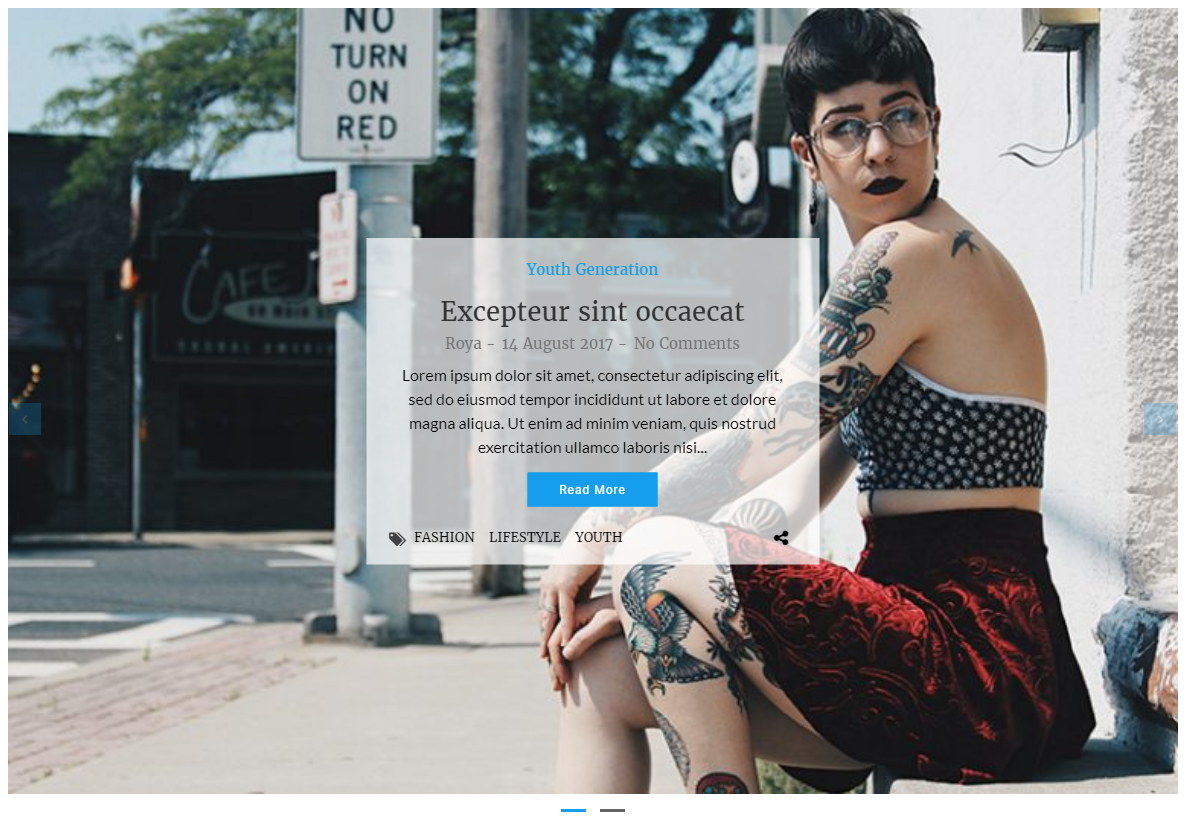 NO
TURN
ON
RED
CAFE
Youth Generation
Excepteur sint occaecat
Roya - 14 August 2017 - No Comments
Lorem ipsum dolor sit amet, consectetur adipiscing elit,
sed do eiusmod tempor incididunt ut labore et dolore
magna aliqua. Ut enim ad minim veniam, quis nostrud
exercitation ullamco laboris nisi...
Read More
FASHION LIFESTYLE YOUTH